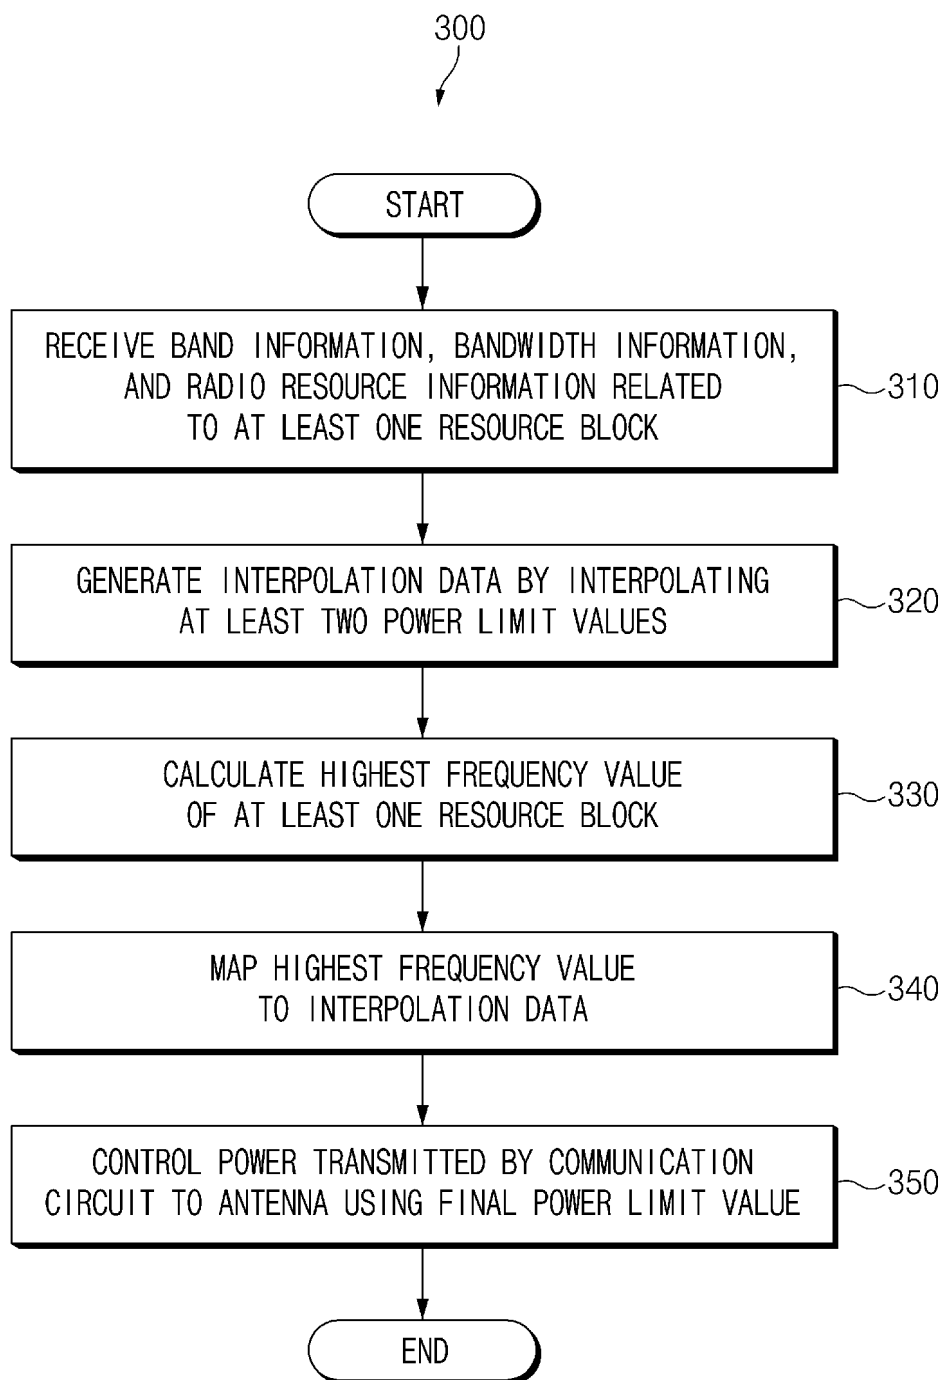 300
START
RECEIVE BAND INFORMATION, BANDWIDTH INFORMATION,
AND RADIO RESOURCE INFORMATION RELATED
TO AT LEAST ONE RESOURCE BLOCK
310
GENERATE INTERPOLATION DATA BY INTERPOLATING
AT LEAST TWO POWER LIMIT VALUES
320
CALCULATE HIGHEST FREQUENCY VALUE
OF AT LEAST ONE RESOURCE BLOCK
330
MAP HIGHEST FREQUENCY VALUE
TO INTERPOLATION DATA
340
CONTROL POWER TRANSMITTED BY COMMUNICATION
CIRCUIT TO ANTENNA USING FINAL POWER LIMIT VALUE
350
END